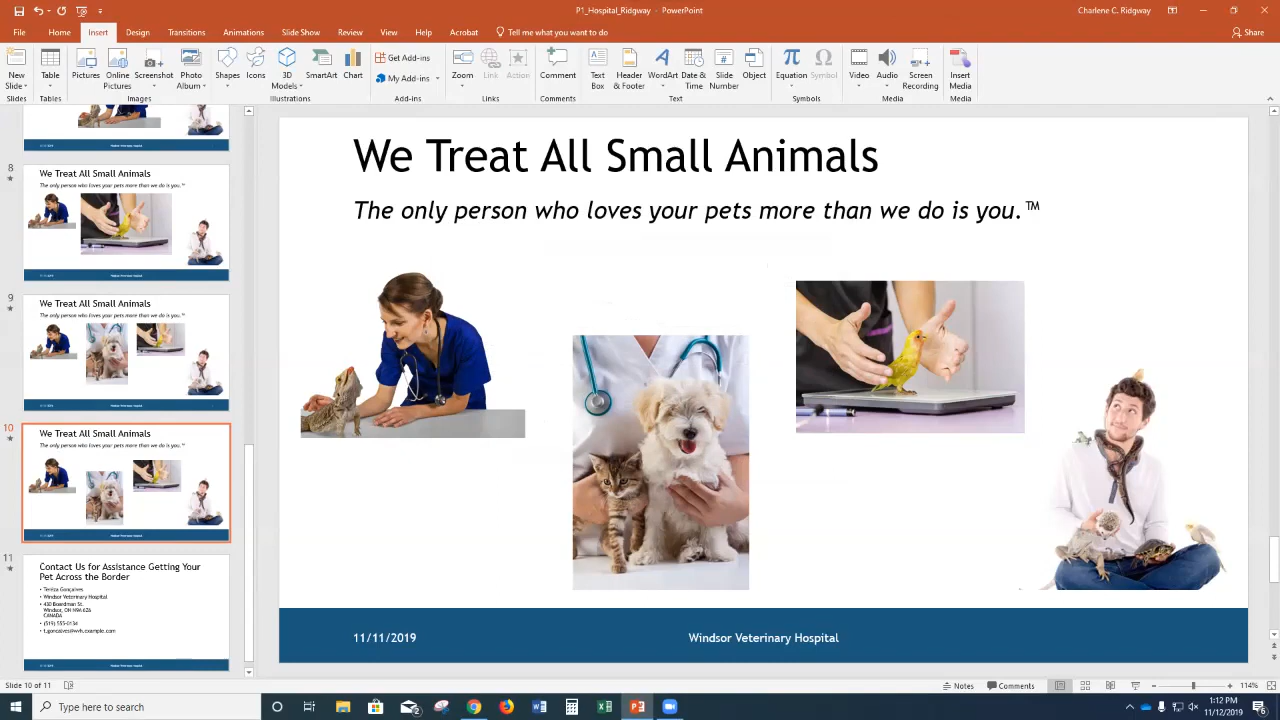 P1_Hospital_Ridgway - PowerPoint
Charlene C. Ridgway
File Home Insert Design Transitions Animations Slide Show Review View Help Acrobat Tell me what you want to do Share
New Slide Table Pictures Online Pictures Screenshot Photo Album Shapes Icons 3D Models SmartArt Chart Get Add-ins My Add-ins Zoom Link Action Comment Text Box Header & Footer WordArt Date & Time Slide Number Object Equation Symbol Video Audio Screen Recording Insert Media
Slides Tables Images Illustrations Add-ins Links Comments Text Symbols Media Media
8
We Treat All Small Animals
The only person who loves your pets more than we do is you.™
9
We Treat All Small Animals
The only person who loves your pets more than we do is you.™
10
We Treat All Small Animals
The only person who loves your pets more than we do is you.™
11
Contact Us for Assistance Getting Your
Pet Across the Border
• Windsor Veterinary Hospital
• 430 Boardman St.
Windsor, ON N9A 6ZA
CANADA
• (519) 555-0134
We Treat All Small Animals
The only person who loves your pets more than we do is you.™
11/11/2019
Windsor Veterinary Hospital
Slide 10 of 11
Notes Comments 114%
Type here to search
1:12 PM
11/12/2019